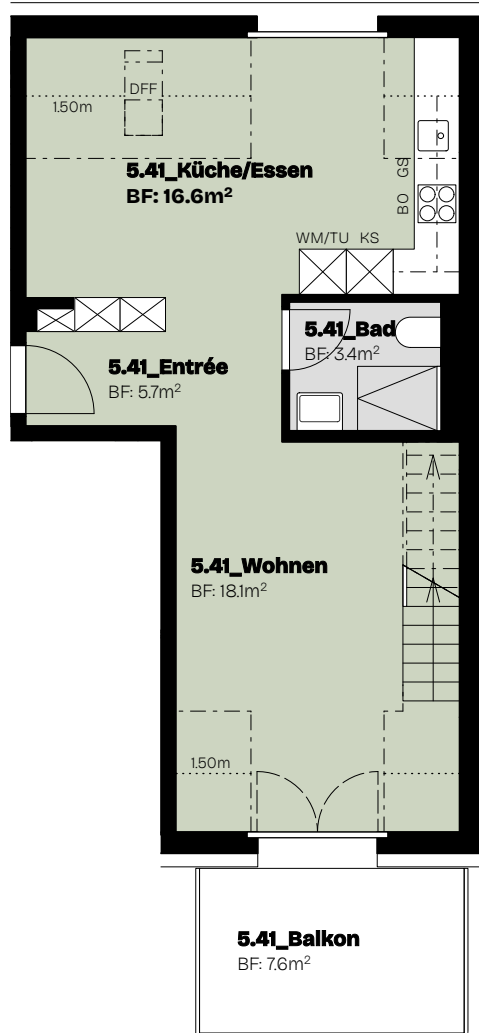 DFF
1.50m
5.41_Küche/Essen
BF: 16.6m²
GS
BO
WM/TU KS
5.41_Bad
BF: 3.4m²
5.41_Entrée
BF: 5.7m²
5.41_Wohnen
BF: 18.1m²
1.50m
5.41_Balkon
BF: 7.6m²